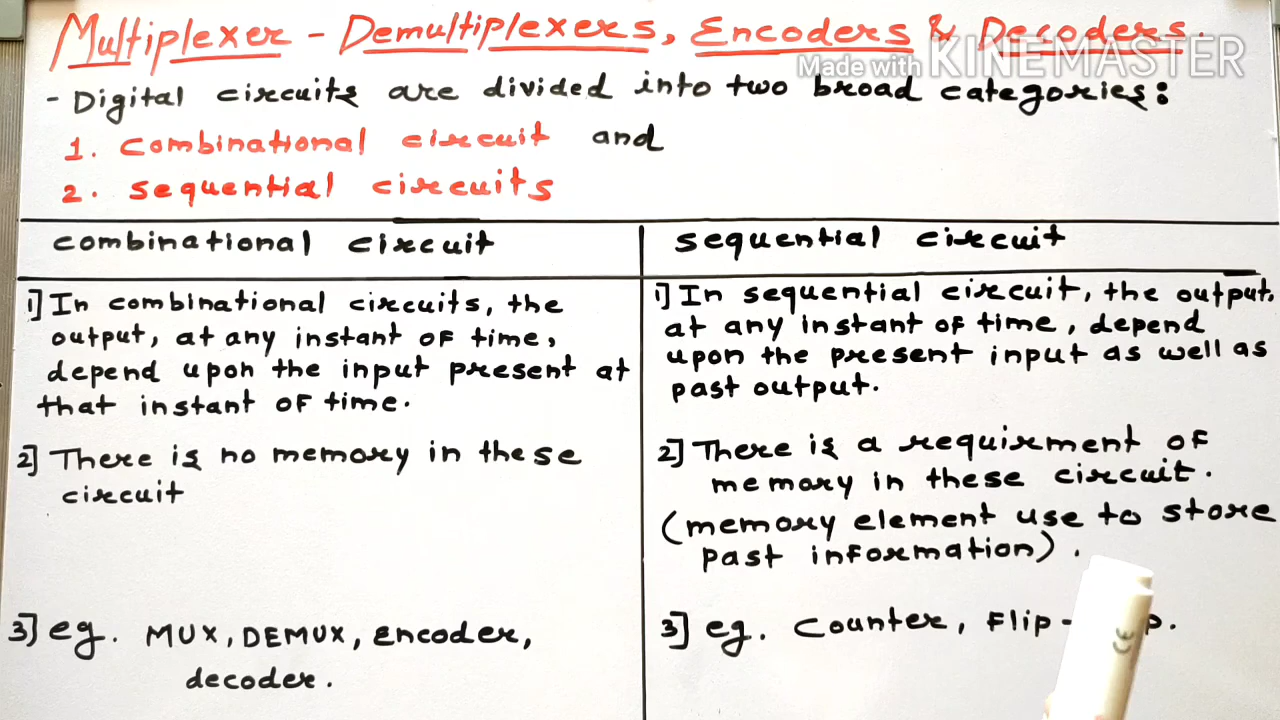 Multiplexer - Demultiplexers, Encoders & Decoders.
Made with KINEMASTER
- Digital circuits are divided into two broad categories:
1. combinational circuit and
2. sequential circuits
combinational circuit
1] In combinational circuits, the
output, at any instant of time,
depend upon the input present at
that instant of time.
2] There is no memory in these
circuit
3] eg. MUX, DEMUX, Encoder,
decoder.
sequential circuit
1] In sequential circuit, the output,
at any instant of time, depend
upon the present input as well as
past output.
2] There is a requirment of
memory in these circuit.
(memory element use to store
past information).
3] eg. counter, Flip-